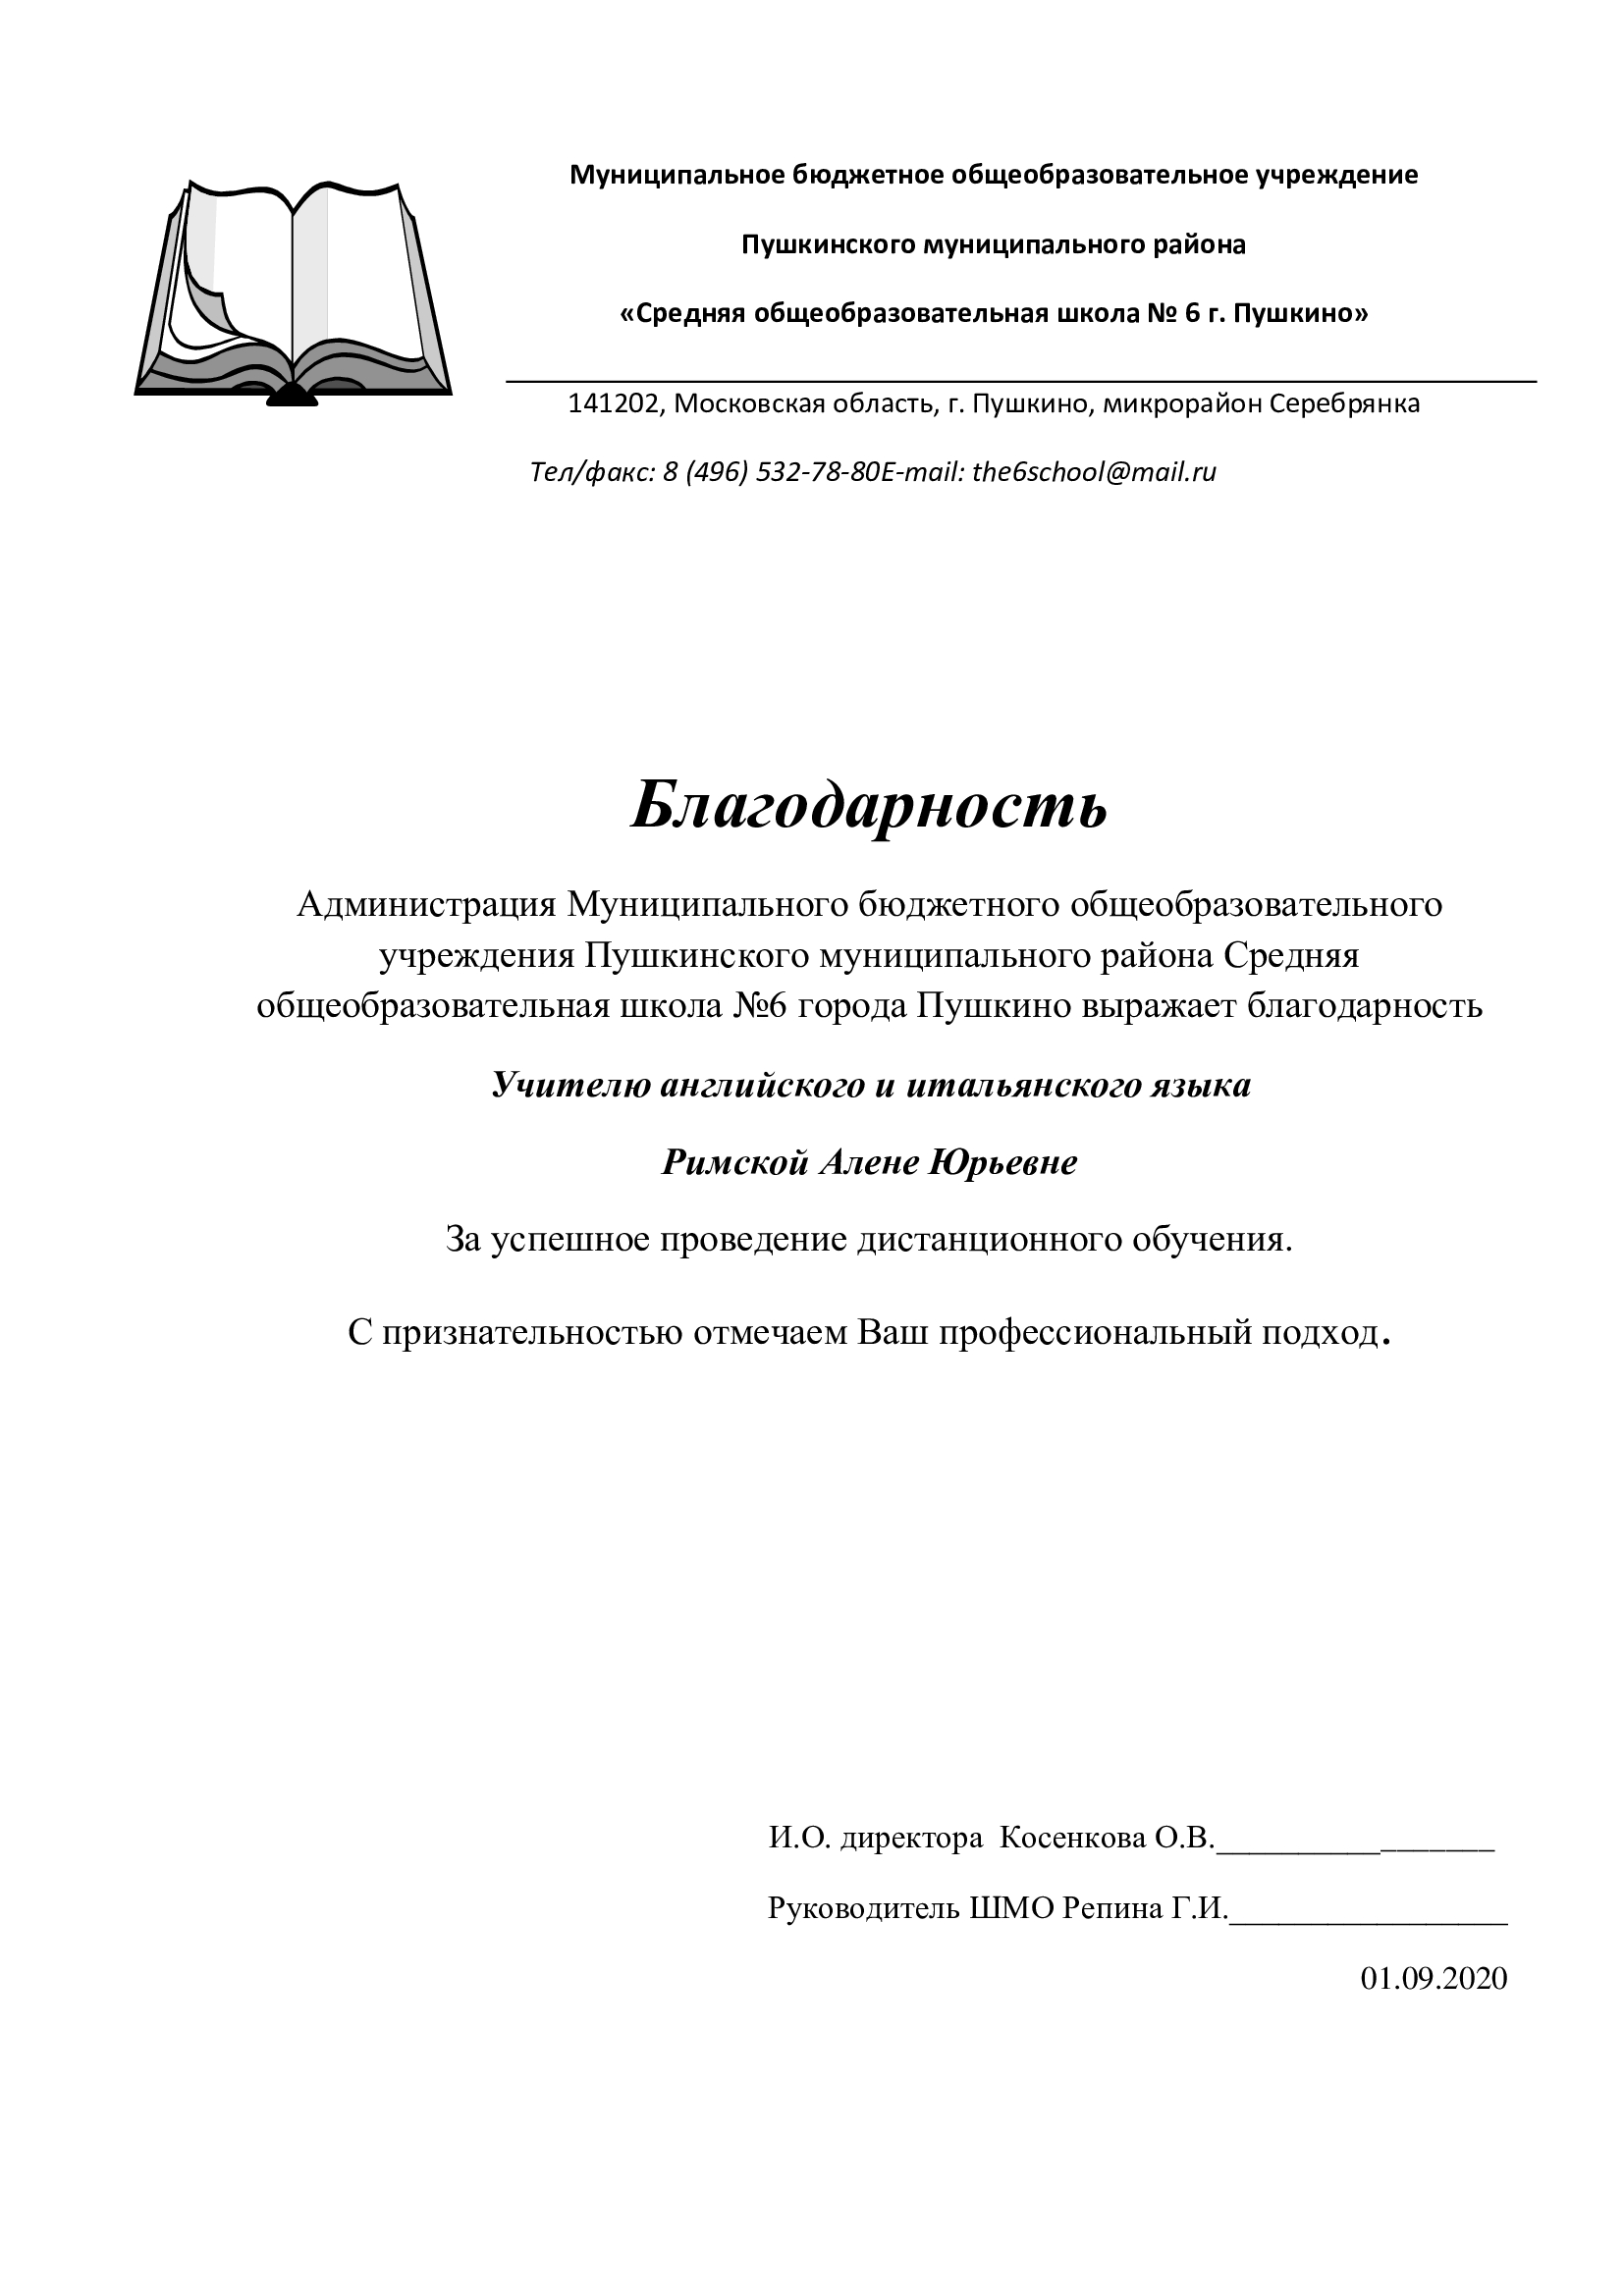 Муниципальное бюджетное общеобразовательное учреждение
Пушкинского муниципального района
«Средняя общеобразовательная школа № 6 г. Пушкино»
141202, Московская область, г. Пушкино, микрорайон Серебрянка
Тел/факс: 8 (496) 532-78-80E-mail: the6school@mail.ru
Благодарность
Администрация Муниципального бюджетного общеобразовательного
учреждения Пушкинского муниципального района Средняя
общеобразовательная школа №6 города Пушкино выражает благодарность
Учителю английского и итальянского языка
Римской Алене Юрьевне
За успешное проведение дистанционного обучения.
С признательностью отмечаем Ваш профессиональный подход.
И.О. директора  Косенкова О.В._________________
Руководитель ШМО Репина Г.И._________________
01.09.2020